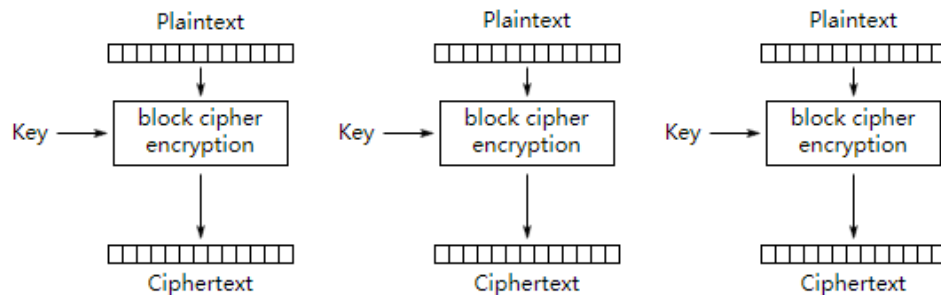 Plaintext Plaintext Plaintext
Key block cipher encryption Key block cipher encryption Key block cipher encryption
Ciphertext Ciphertext Ciphertext